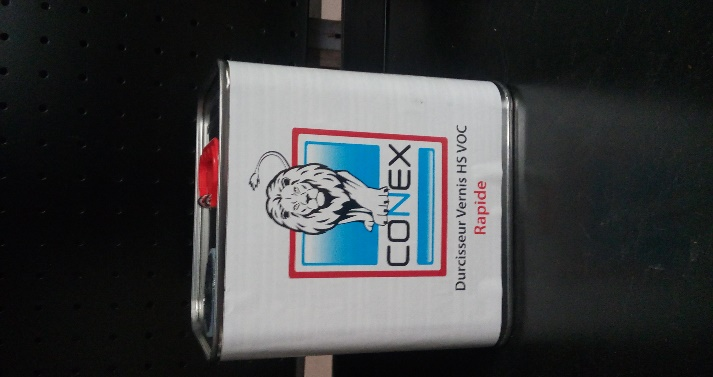 CONEX
Durcisseur Vernis HS VOC
Rapide